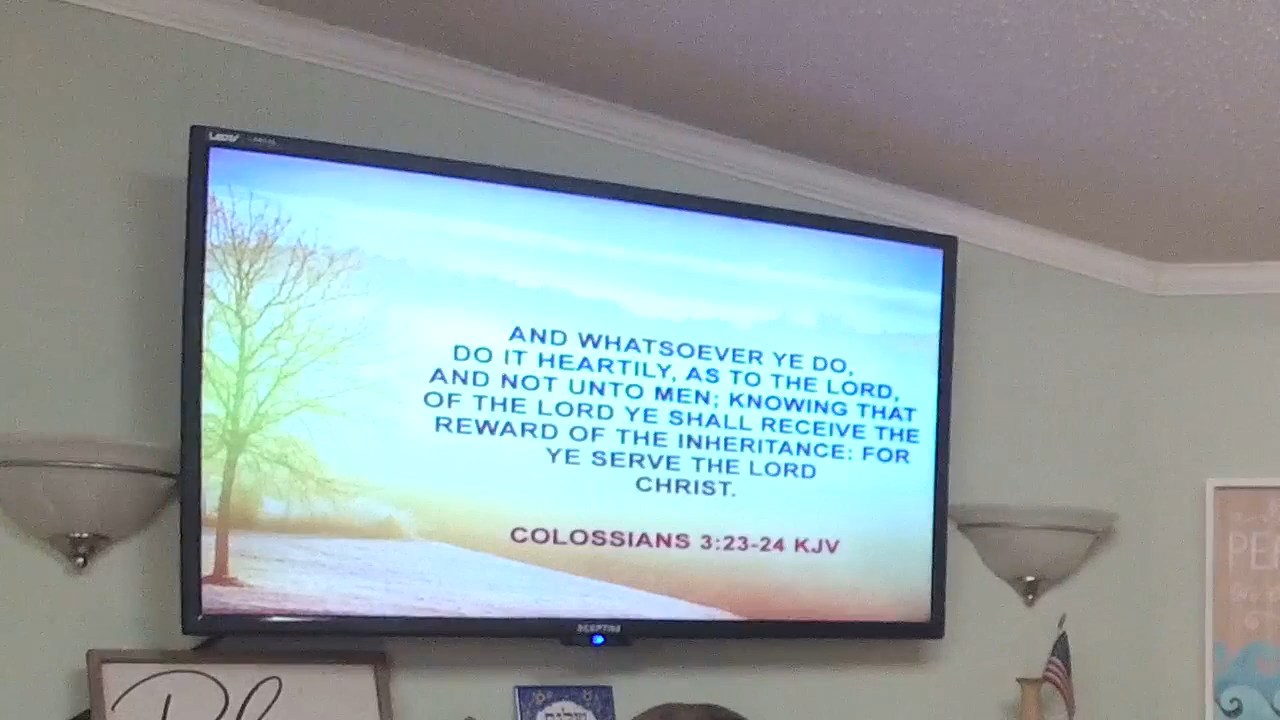 AND WHATSOEVER YE DO,
DO IT HEARTILY, AS TO THE LORD,
AND NOT UNTO MEN; KNOWING THAT
OF THE LORD YE SHALL RECEIVE THE
REWARD OF THE INHERITANCE: FOR
YE SERVE THE LORD
CHRIST.
COLOSSIANS 3:23-24 KJV
SCEPTRE
שלום